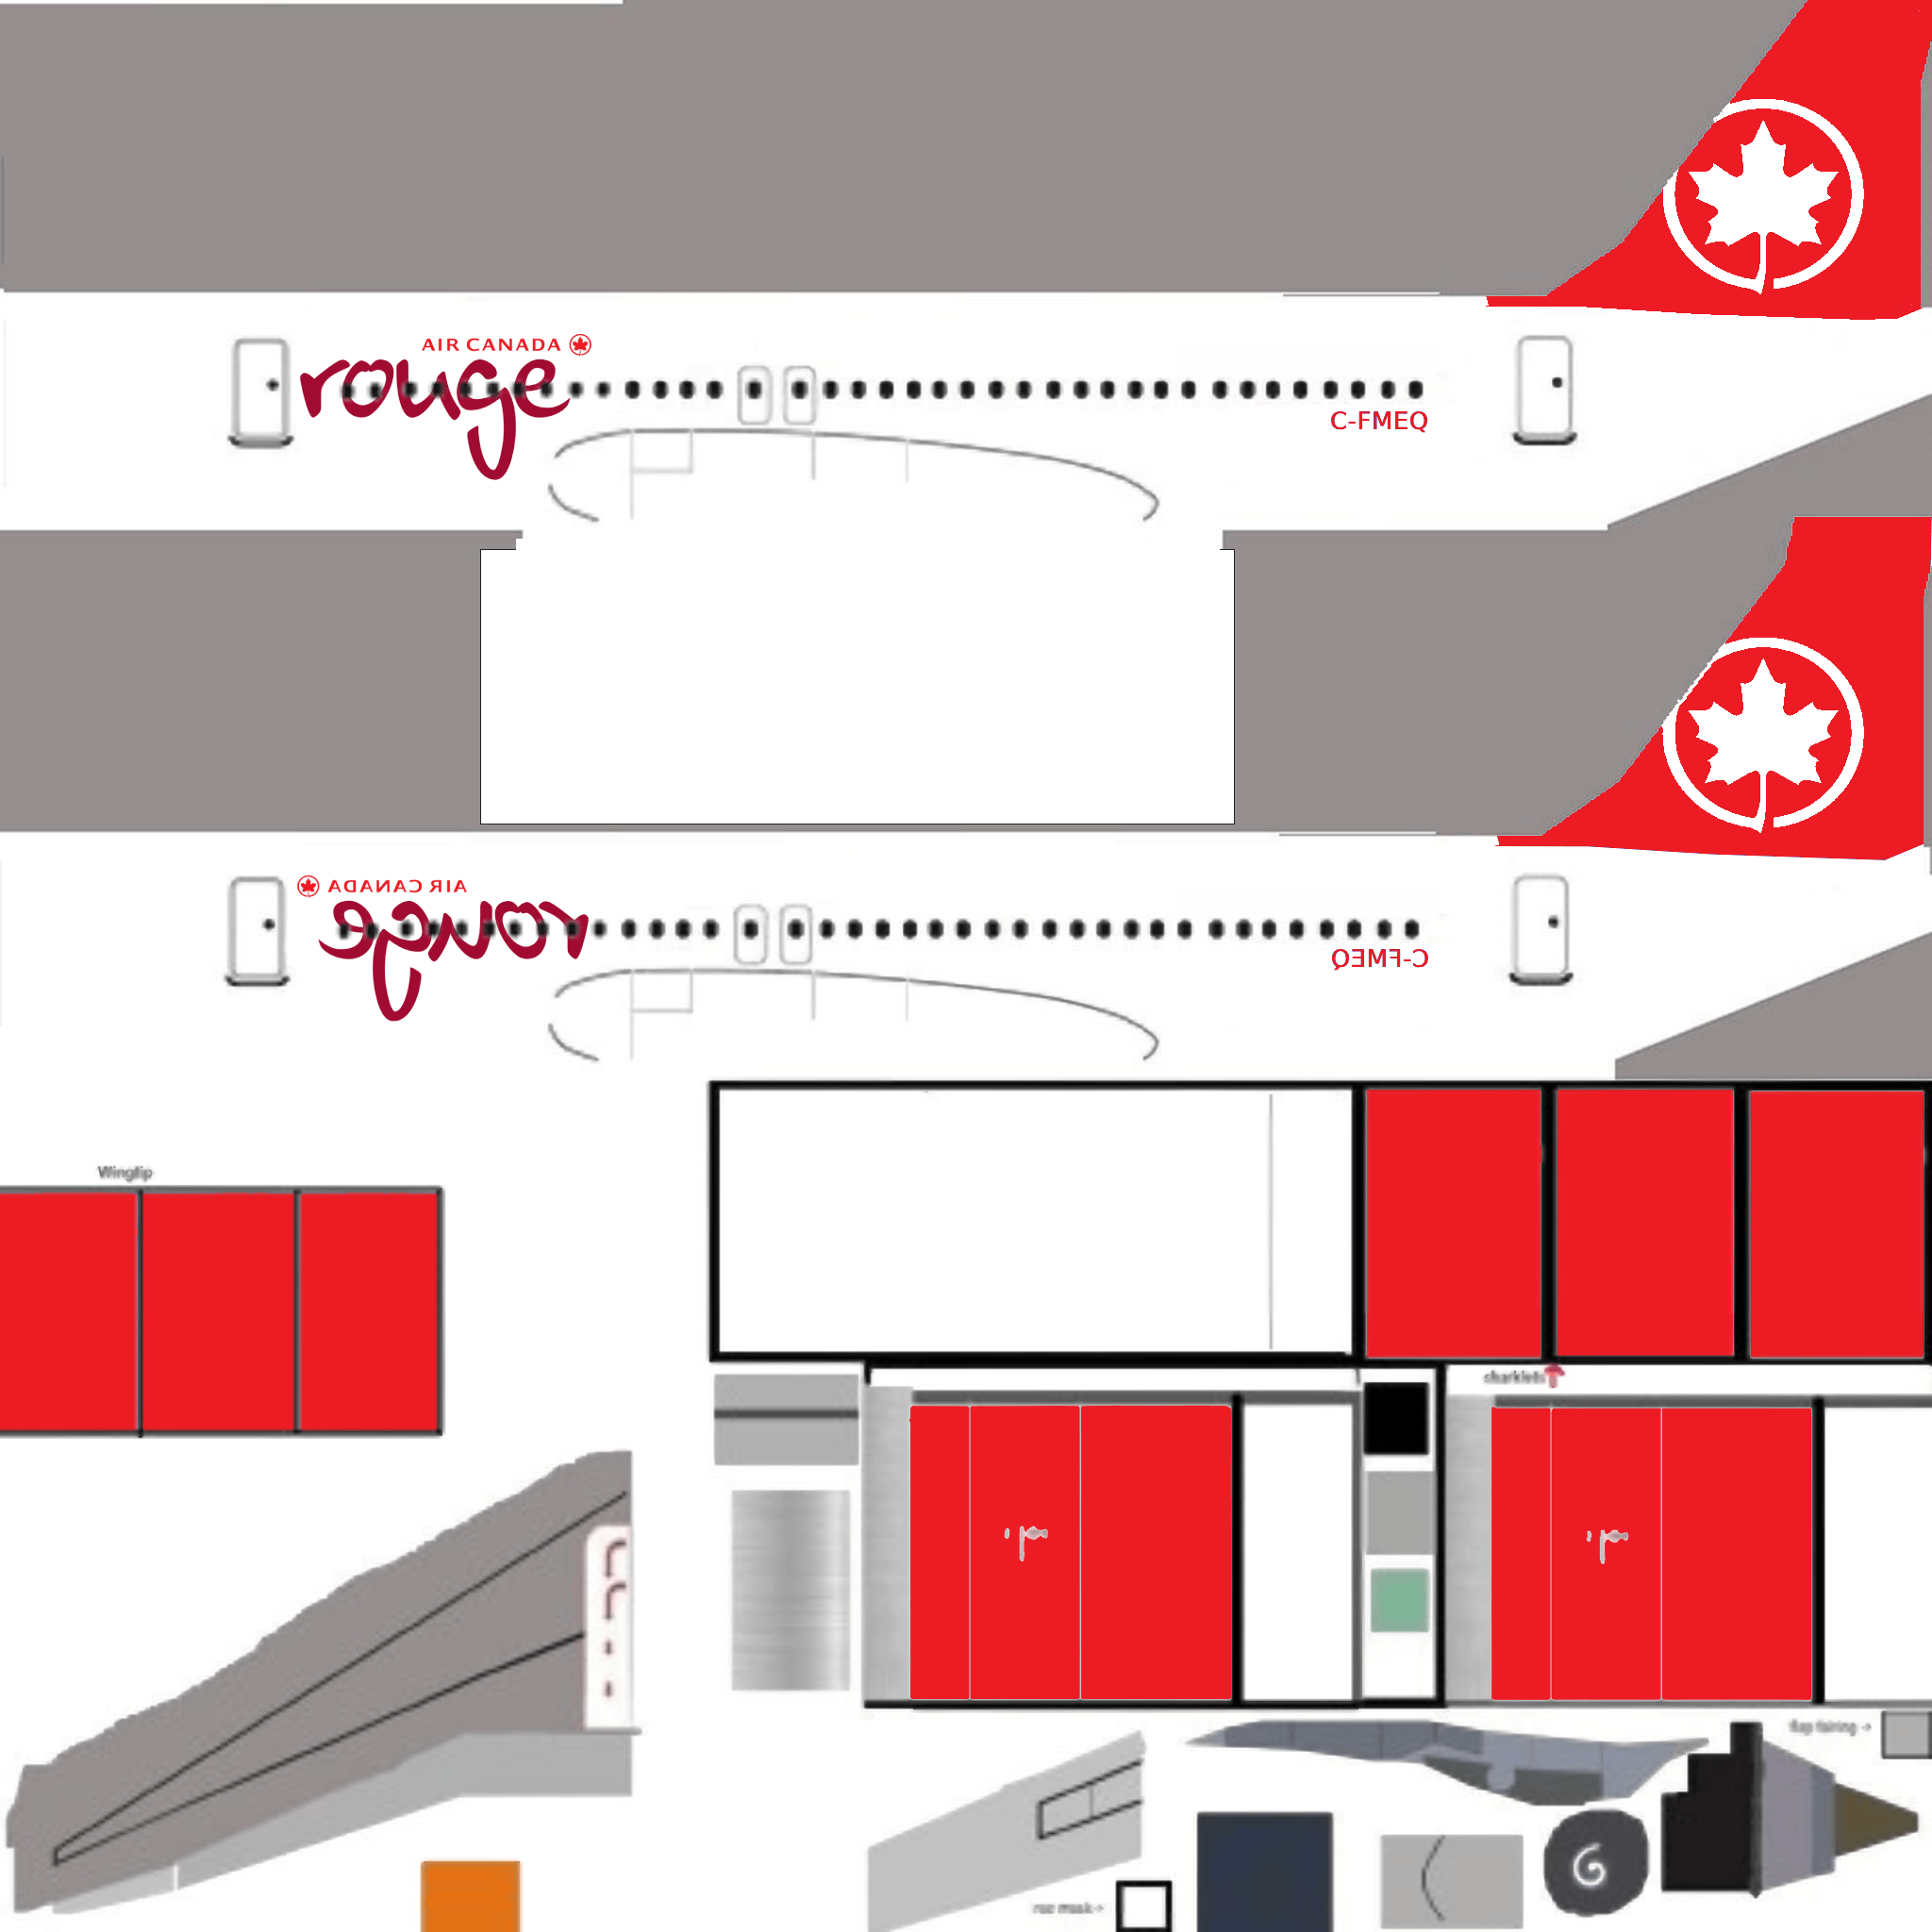 AIR CANADA
rouge
C-FMEQ
AIR CANADA
rouge
C-FMEQ
Wingtip
sharklets
flap fairing ->